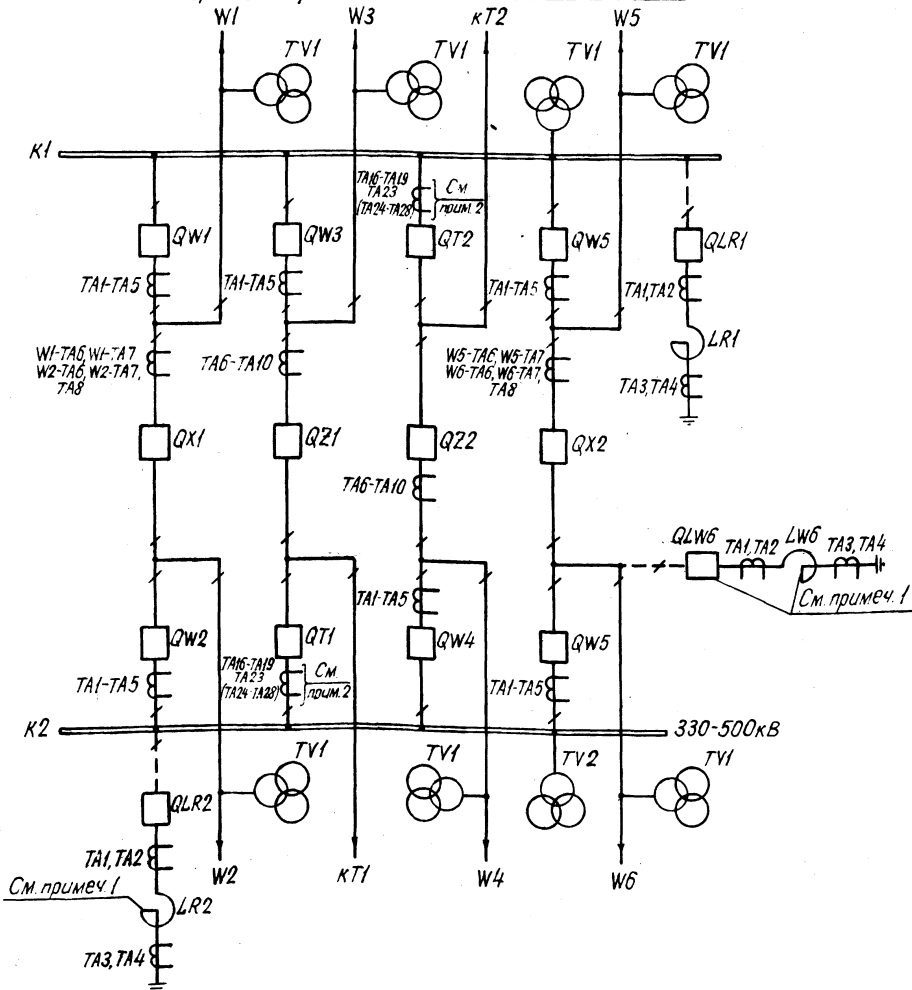 W1
W3
кТ2
W5
TV1
TV1
TV1
TV1
К1
TA16-TA19
TA23
(TA24-TA28)
См.
прим. 2
QW1
QW3
QT2
QW5
QLR1
TA1-TA5
TA1-TA5
TA1-TA5
TA1,TA2
LR1
W1-TA6, W1-TA7
W2-TA6, W2-TA7,
TA8
TA6-TA10
W5-TA6, W5-TA7
W6-TA6, W6-TA7,
TA8
TA3,TA4
QX1
QZ1
QZ2
QX2
TA6-TA10
QLW6
TA1,TA2
LW6
TA3, TA4
См. примеч. 1
TA1-TA5
QW2
QT1
QW4
QW5
TA16-TA19
TA23
(TA24-TA28)
См.
прим. 2
TA1-TA5
TA1-TA5
К2
330-500кВ
TV1
TV1
TV2
TV1
QLR2
TA1, TA2
W2
кТ1
W4
W6
См. примеч. 1
LR2
TA3, TA4